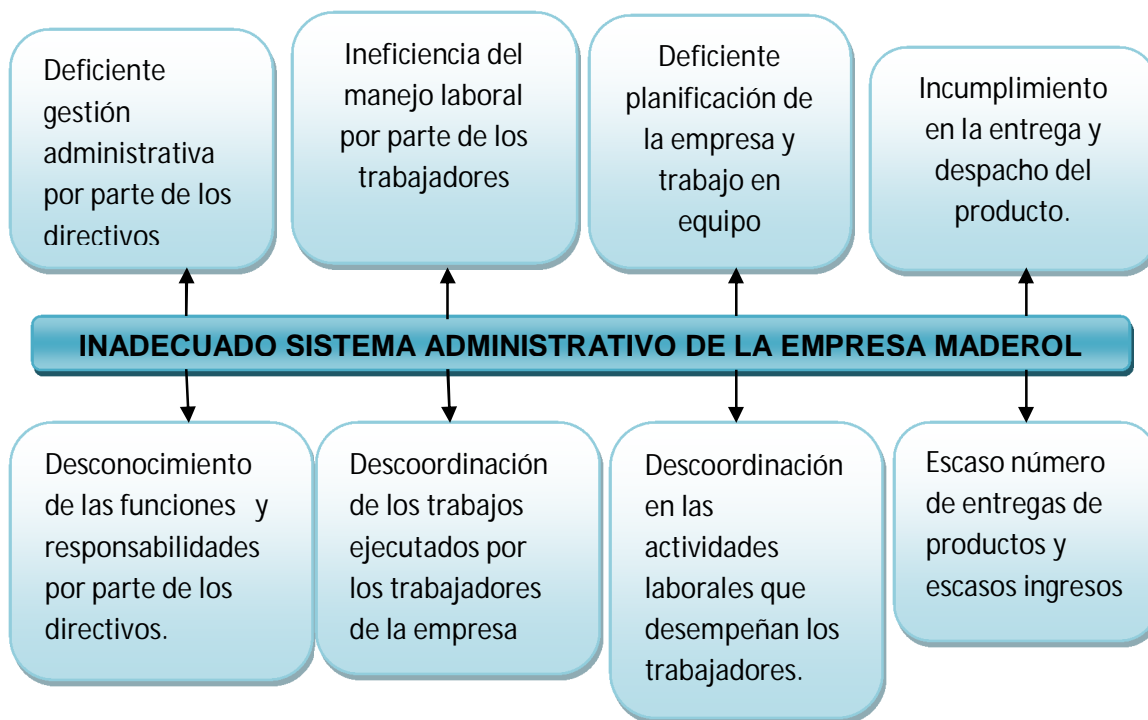 Deficiente
gestión
administrativa
por parte de los
directivos
Ineficiencia del
manejo laboral
por parte de los
trabajadores
Deficiente
planificación de
la empresa y
trabajo en
equipo
Incumplimiento
en la entrega y
despacho del
producto.
INADECUADO SISTEMA ADMINISTRATIVO DE LA EMPRESA MADEROL
Desconocimiento
de las funciones y
responsabilidades
por parte de los
directivos.
Descoordinación
de los trabajos
ejecutados por
los trabajadores
de la empresa
Descoordinación
en las
actividades
laborales que
desempeñan los
trabajadores.
Escaso número
de entregas de
productos y
escasos ingresos